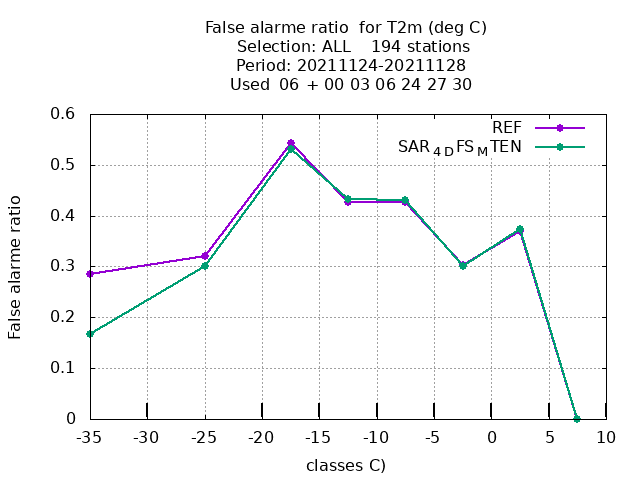 False alarme ratio  for T2m (deg C)
Selection: ALL    194 stations
Period: 20211124-20211128
Used  06  + 00 03 06 24 27 30
REF
SAR4DFSMTEN
False alarme ratio
0.6
0.5
0.4
0.3
0.2
0.1
0
-35 -30 -25 -20 -15 -10 -5 0 5 10
classes C)